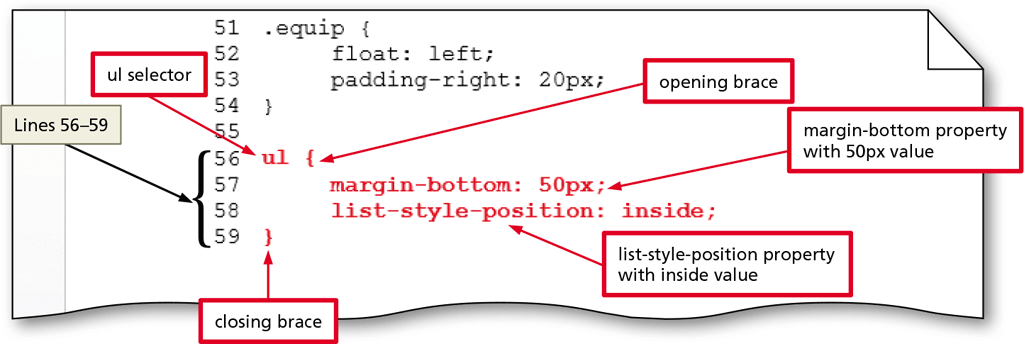 51 .equip {
52 float: left;
53 padding-right: 20px;
54 }
55
56 ul {
57 margin-bottom: 50px;
58 list-style-position: inside;
59 }
ul selector
opening brace
Lines 56–59
margin-bottom property
with 50px value
list-style-position property
with inside value
closing brace